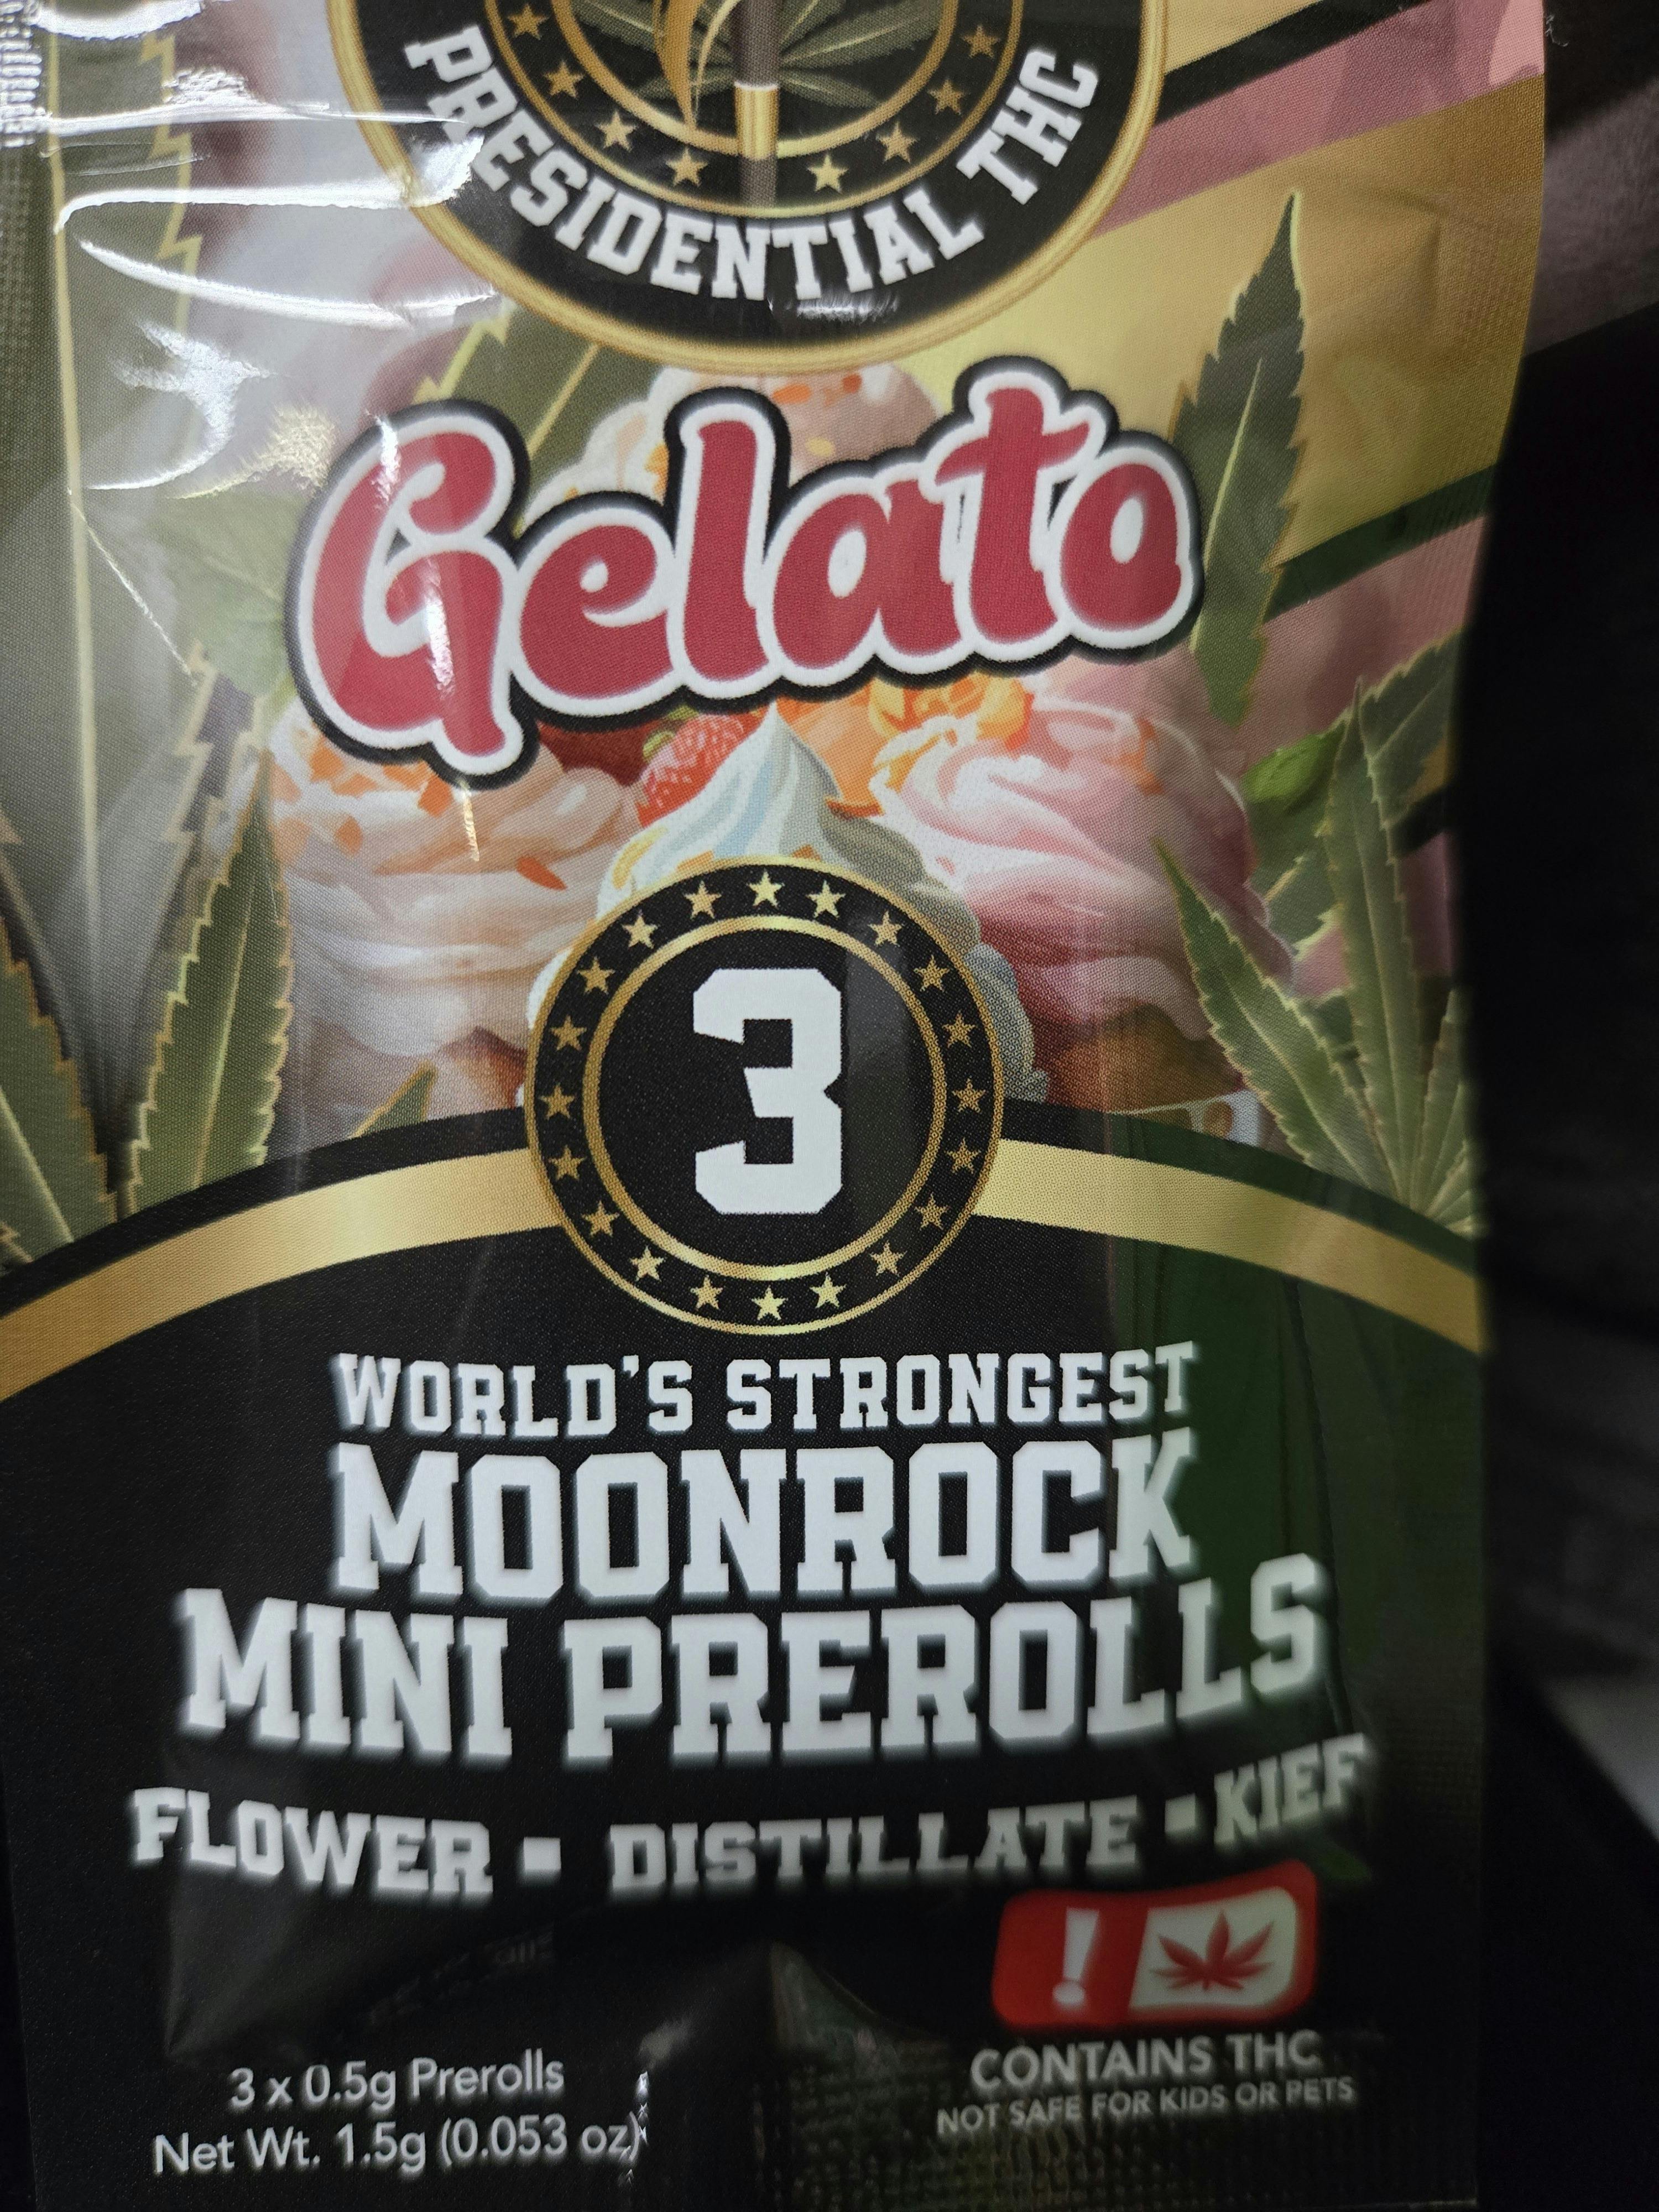 PRESIDENTIAL THC
Gelato
3
WORLD'S STRONGEST
MOONROCK
MINI PREROLLS
FLOWER ▪ DISTILLATE ▪ KIEF
!
3 x 0.5g Prerolls
Net Wt. 1.5g (0.053 oz)
CONTAINS THC
NOT SAFE FOR KIDS OR PETS